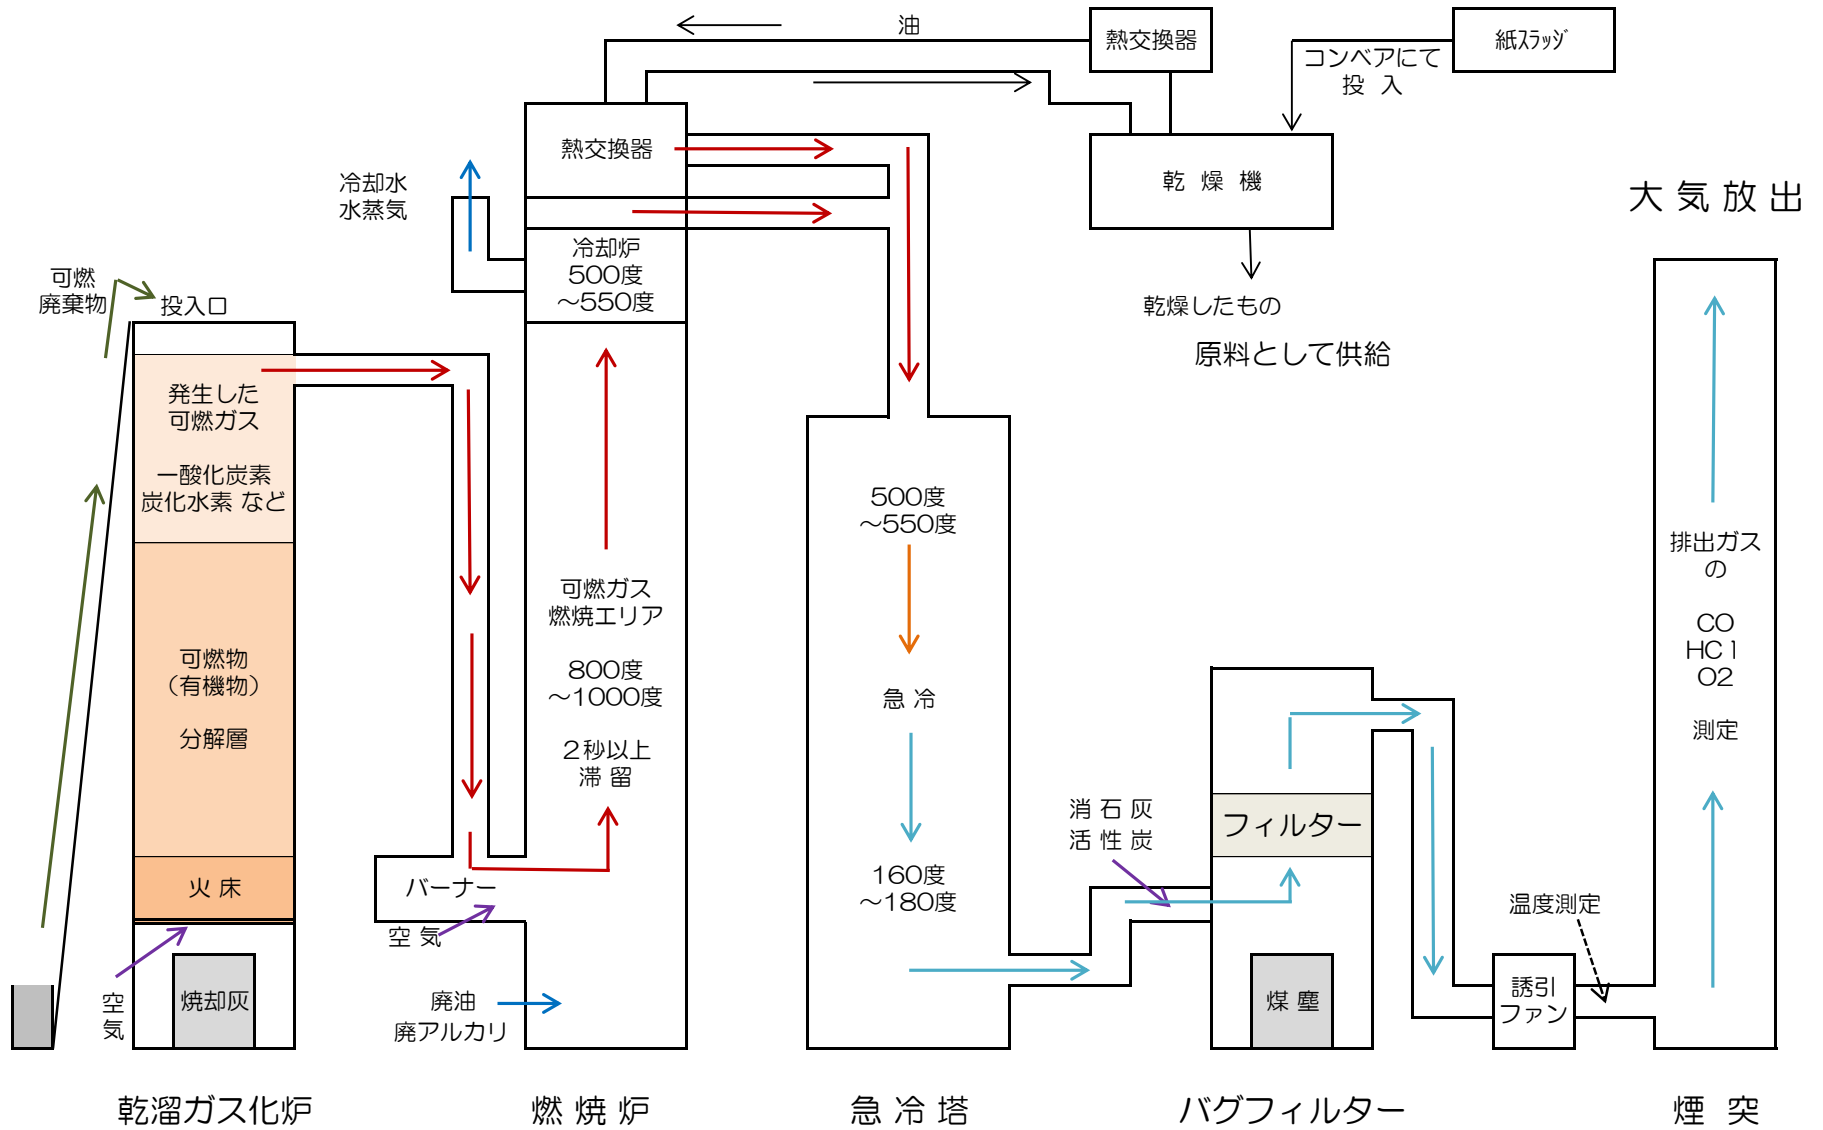 油
熱交換器
紙スラッジ
コンベアにて
投 入
熱交換器
乾 燥 機
冷却水
水蒸気
大 気 放 出
冷却炉
500度
～550度
可燃
廃棄物
投入口
乾燥したもの
原料として供給
発生した
可燃ガス
一酸化炭素
炭化水素 など
500度
～550度
排出ガス
の
可燃ガス
燃焼エリア
CO
HC1
O2
可燃物
（有機物）
800度
～1000度
急 冷
測定
分解層
２秒以上
滞 留
消 石 灰
活 性 炭
フィルター
火 床
バーナー
160度
～180度
温度測定
空 気
空
気
焼却灰
廃油
廃アルカリ
煤 塵
誘引
ファン
乾溜ガス化炉
燃 焼 炉
急 冷 塔
バグフィルター
煙 突